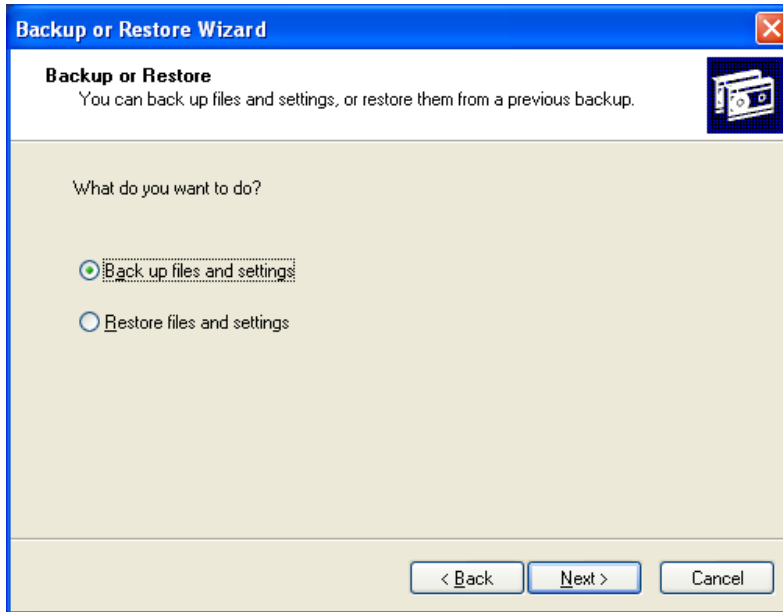 Backup or Restore Wizard
Backup or Restore
You can back up files and settings, or restore them from a previous backup.
What do you want to do?
Back up files and settings
Restore files and settings
< Back Next > Cancel